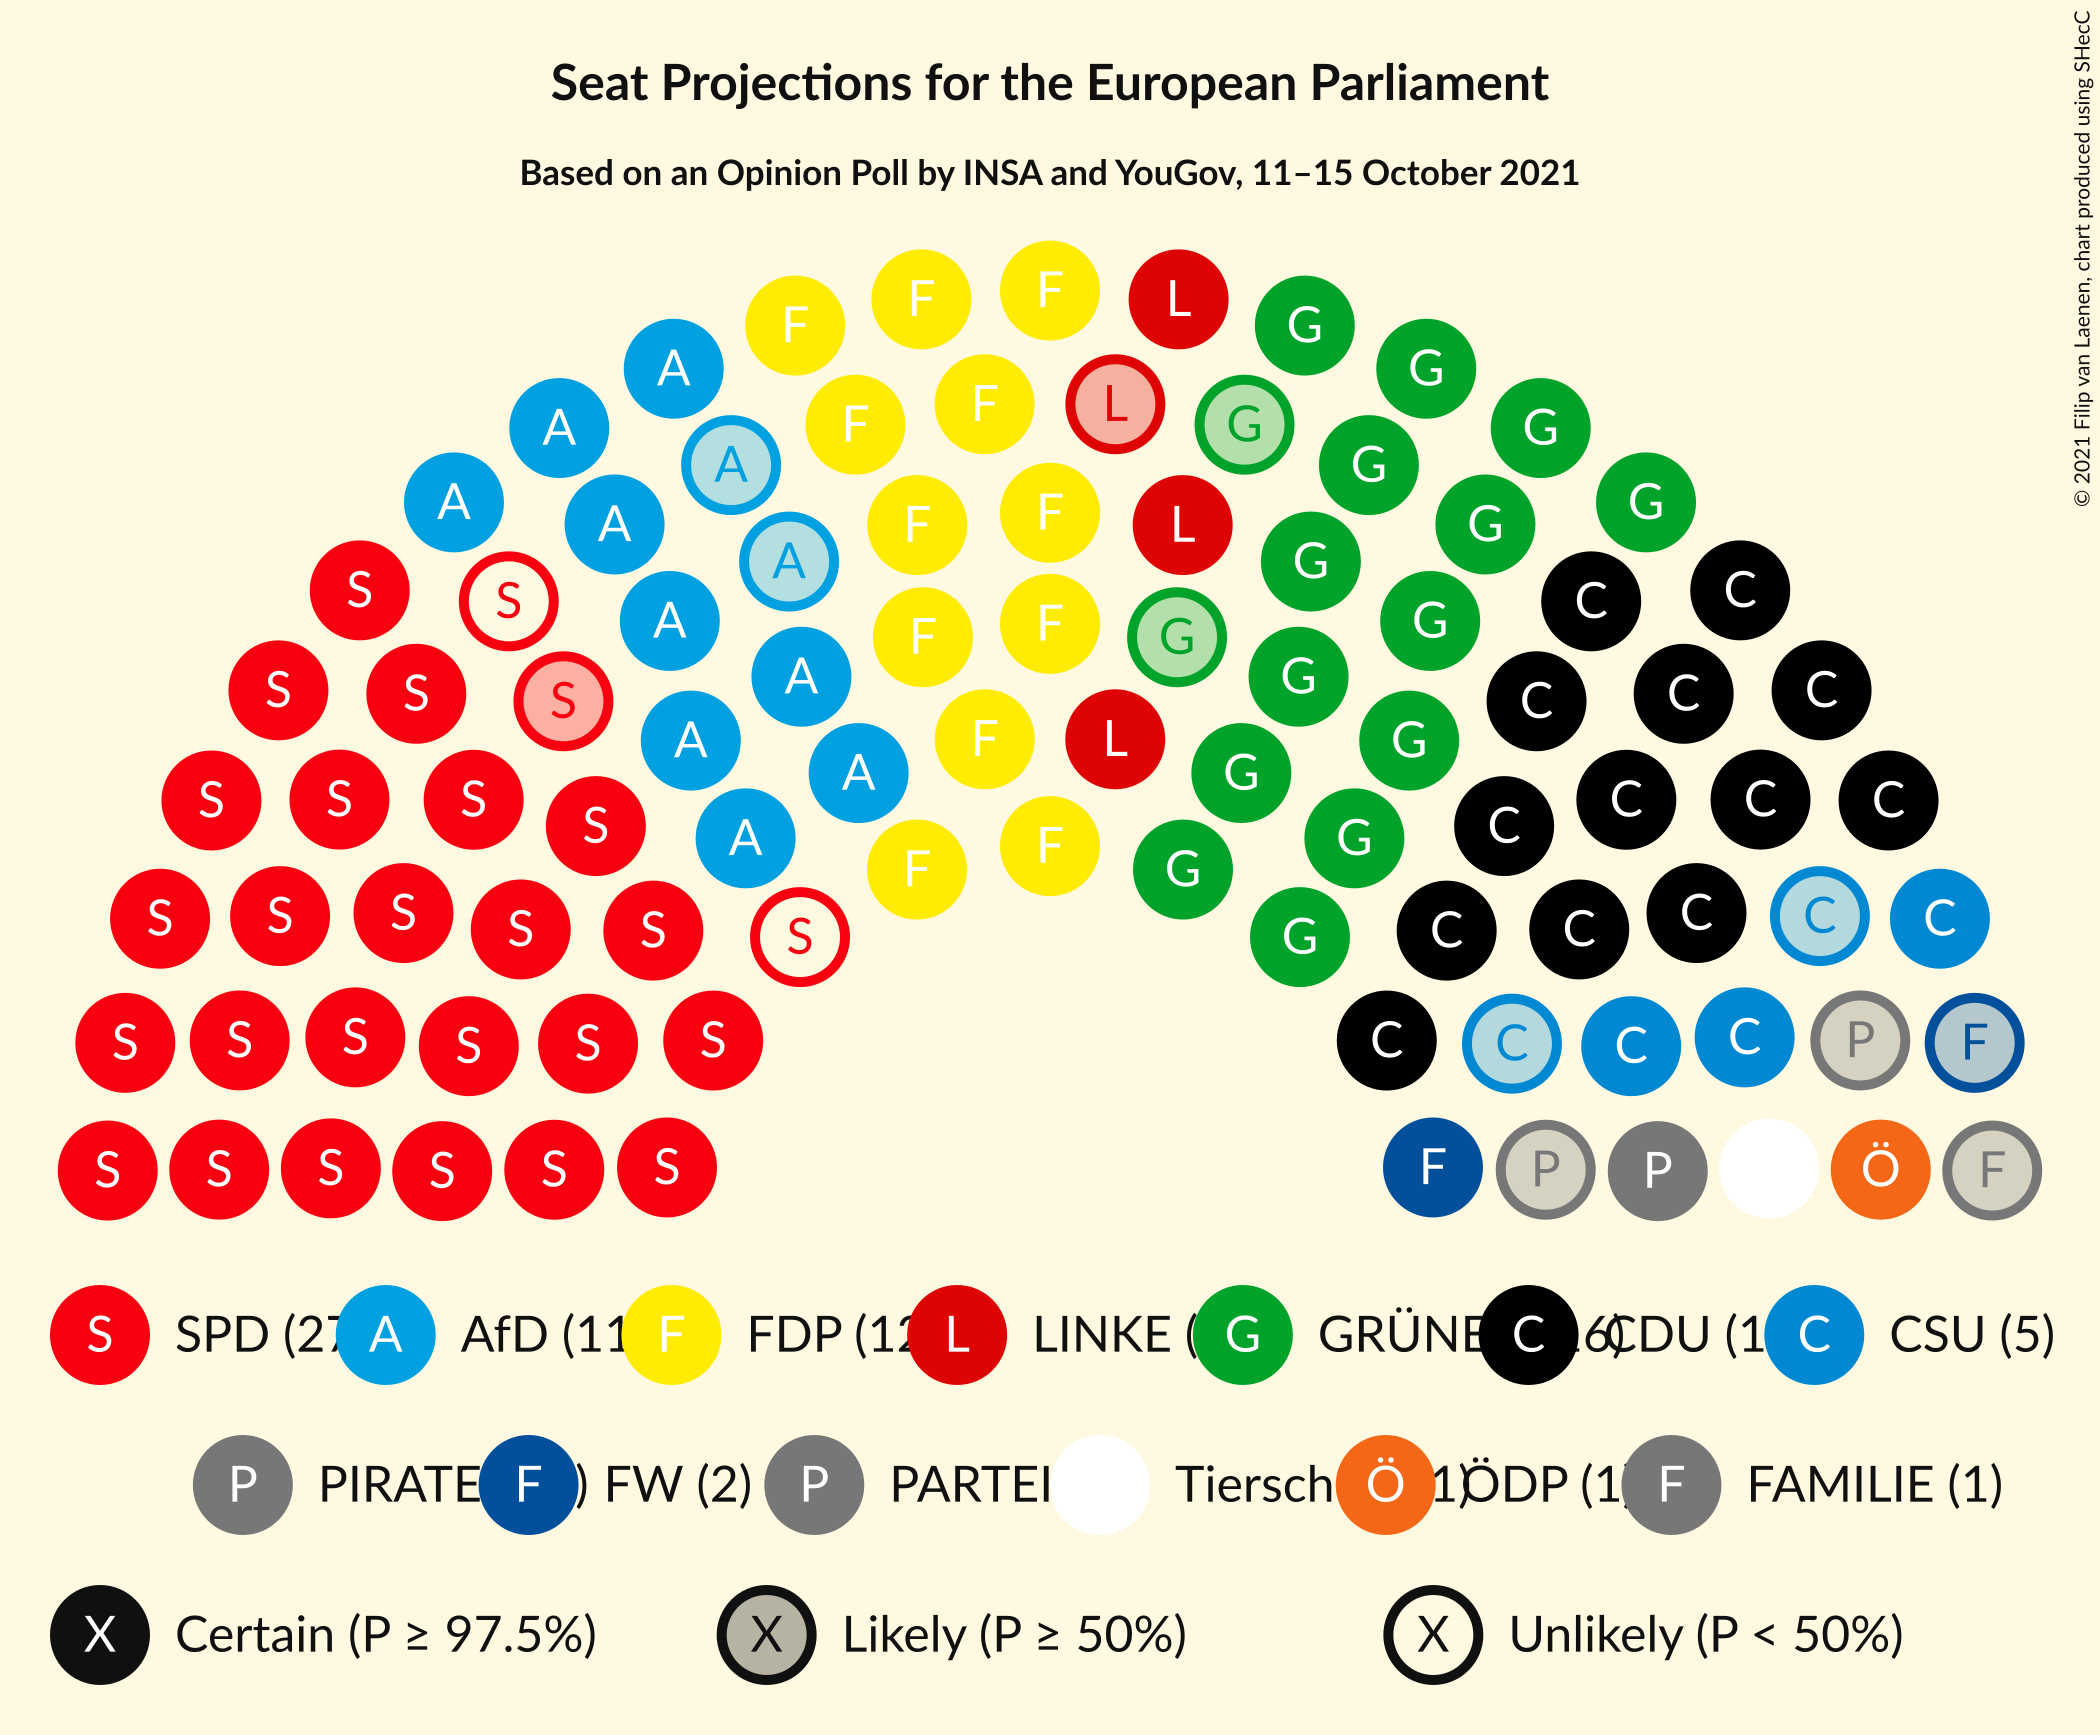 Seat Projections for the European Parliament
Based on an Opinion Poll by INSA and YouGov, 11–15 October 2021
© 2021 Filip van Laenen, chart produced using SHecC
F F L
F G
A G
F L
A F G G
A G
A F G
A F L G
A G
S S C C
A F G
F G
S S S A G C C C
A F L G
A G
S S S C C C
S C
A F G
F G
S S S S S S G C C C C C
S S S S S S C C C C P F
S S S S S S F P P Ö F
S SPD (27 A AfD (11 F FDP (12 L LINKE ( G GRÜNE C 6) CDU (1 C CSU (5)
P PIRATE F ) FW (2) P PARTEI Tiersch Ö 1) ÖDP (1) F FAMILIE (1)
X Certain (P ≥ 97.5%) X Likely (P ≥ 50%) X Unlikely (P < 50%)